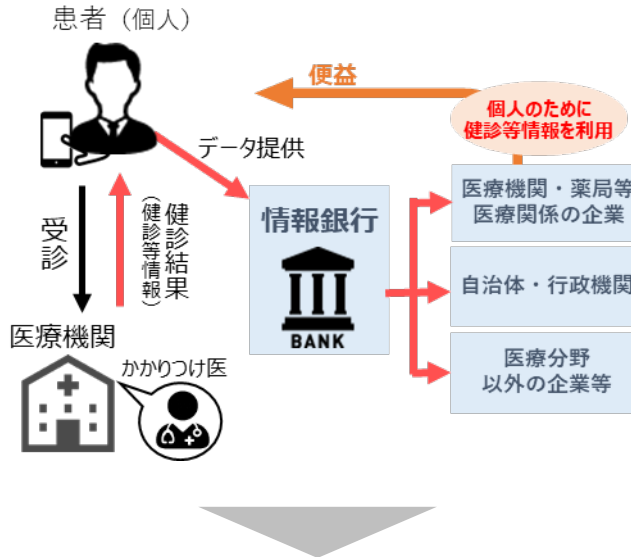 患者（個人）
便益
個人のために
健診等情報を利用
データ提供
医療機関・薬局等
医療関係の企業
情報銀行
BANK
自治体・行政機関
医療分野
以外の企業等
受診
健診結果
（健診等情報）
医療機関
かかりつけ医